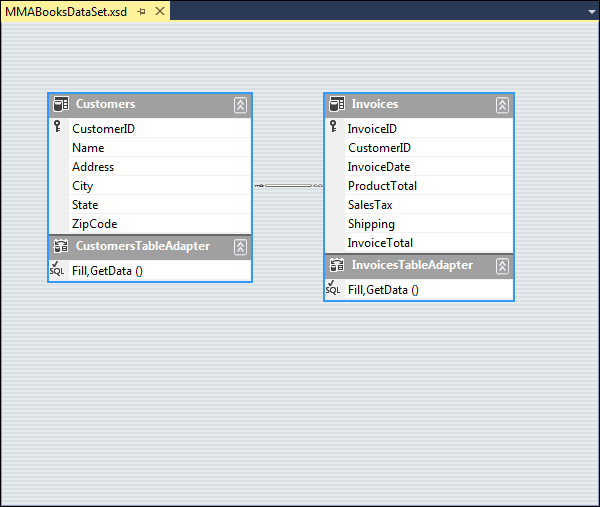 MMABooksDataSet.xsd
Customers
CustomerID
Name
Address
City
State
ZipCode
CustomersTableAdapter
SQL Fill,GetData ()
Invoices
InvoiceID
CustomerID
InvoiceDate
ProductTotal
SalesTax
Shipping
InvoiceTotal
InvoicesTableAdapter
SQL Fill,GetData ()